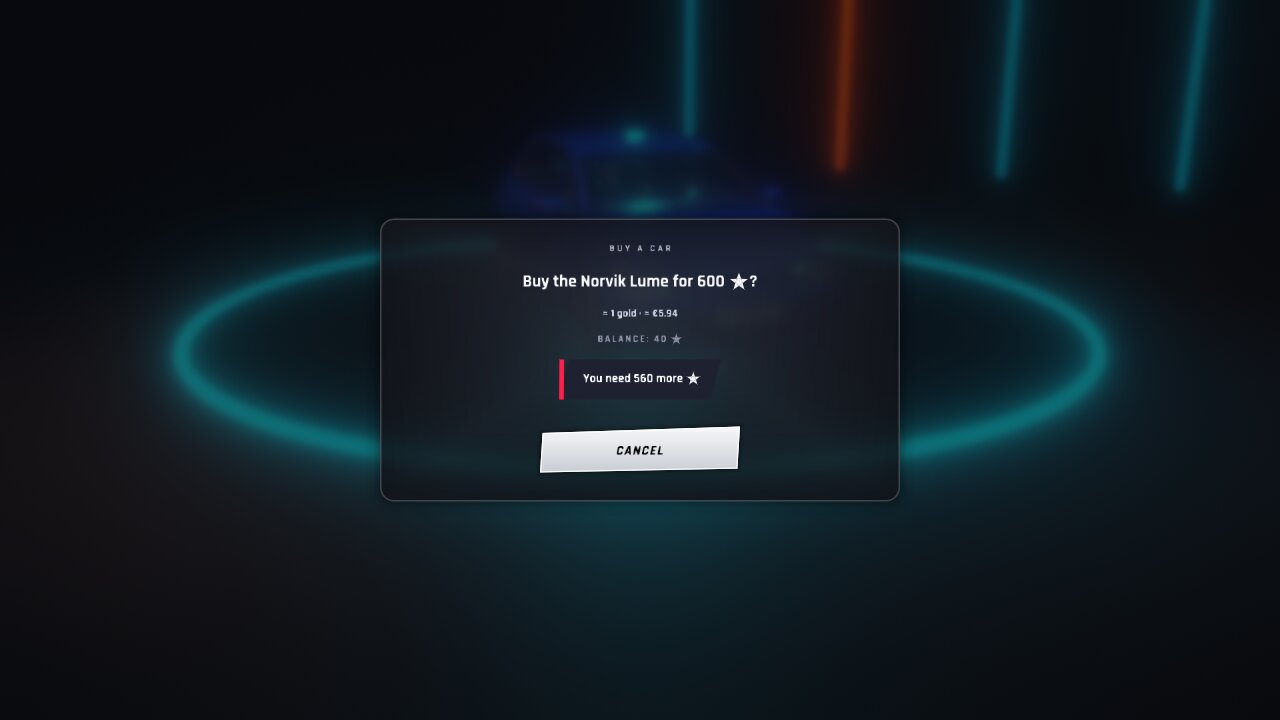 BUY A CAR
Buy the Norvik Lume for 600 ★?
≈ 1 gold · ≈ €5.94
BALANCE: 40 ★
You need 560 more ★
CANCEL